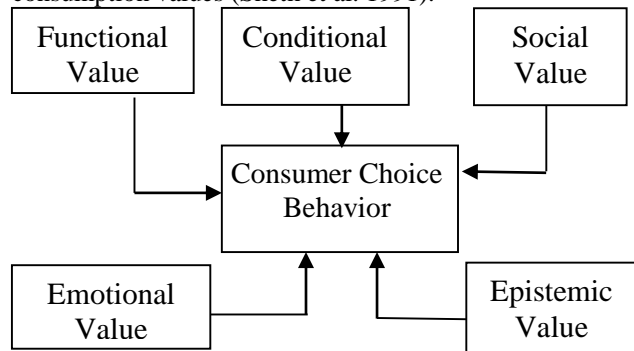 consumption values (Sheth et al. 1991).
Functional
Value
Conditional
Value
Social
Value
Consumer Choice
Behavior
Emotional
Value
Epistemic
Value